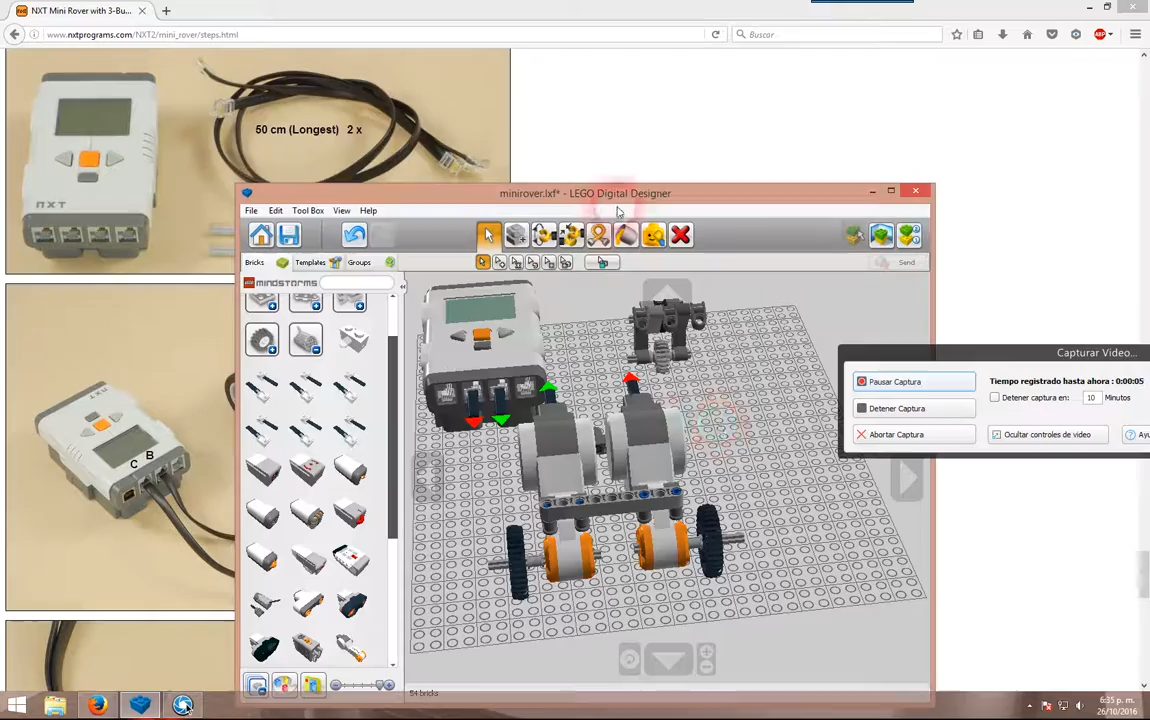 NXT Mini Rover with 3-Bu...
www.nxtprograms.com/NXT2/mini_rover/steps.html
Buscar
ABP
50 cm (Longest) 2 x
NXT
C B
minirover.lxf* - LEGO Digital Designer
File Edit Tool Box View Help
Bricks Templates Groups
Send
mindstorms
54 bricks
Capturar Video...
Pausar Captura
Detener Captura
Abortar Captura
Tiempo registrado hasta ahora : 0:00:05
Detener captura en: 10 Minutos
Ocultar controles de video
Ayu
6:35 p. m.
26/10/2016